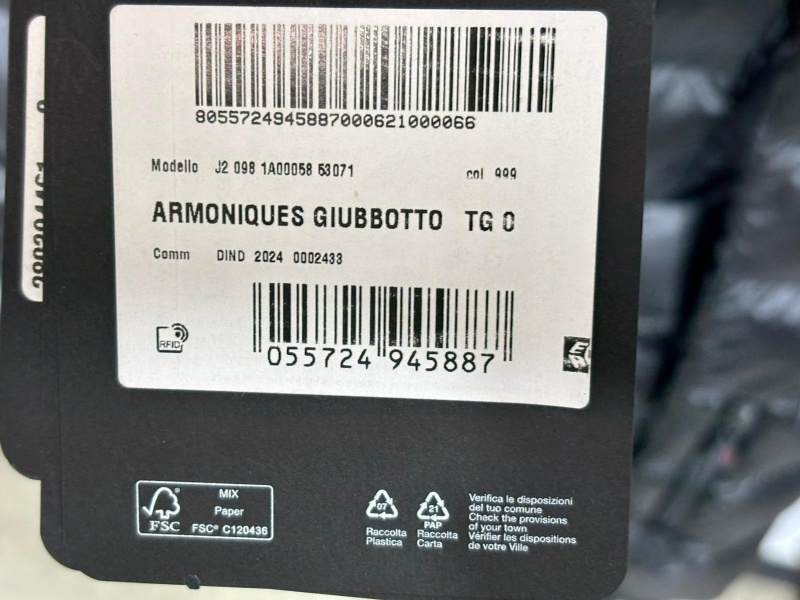 8055724945887000621000066
Modello J2 098 1A00058 53071 col 999
ARMONIQUES GIUBBOTTO TG 0
Comm DIND 2024 0002433
RFID
055724 945887
FSC
MIX
Paper
FSC® C120436
07
Raccolta
Plastica
21
PAP
Raccolta
Carta
Verifica le disposizioni
del tuo comune
Check the provisions
of your town
Vérifier les dispositions
de votre Ville